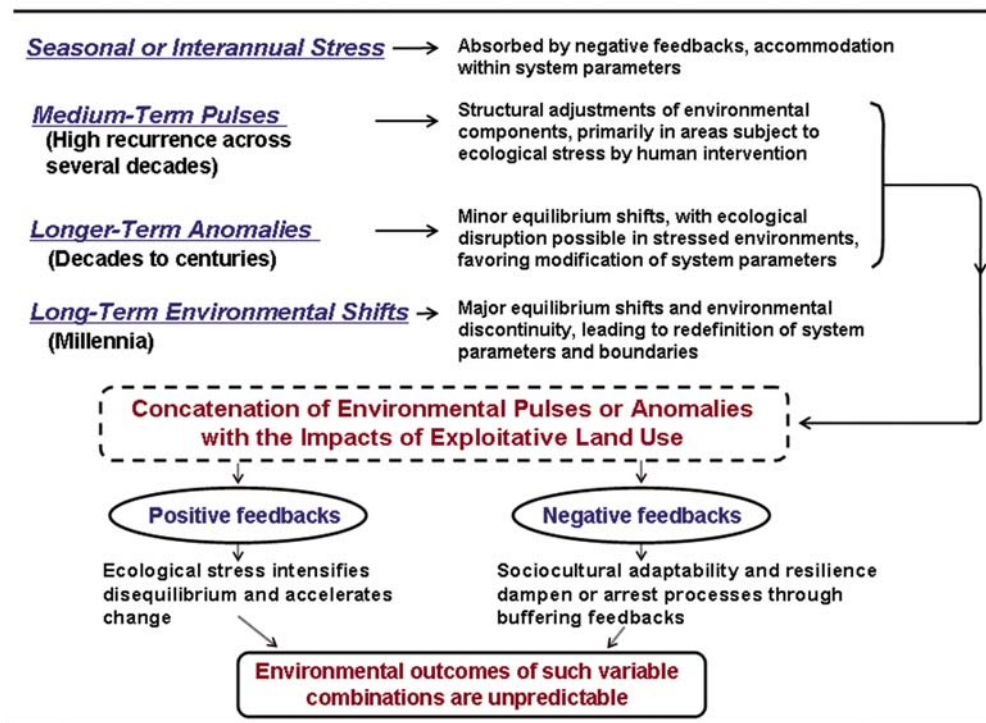 Seasonal or Interannual Stress
Absorbed by negative feedbacks, accommodation
within system parameters
Medium-Term Pulses
(High recurrence across
several decades)
Structural adjustments of environmental
components, primarily in areas subject to
ecological stress by human intervention
Longer-Term Anomalies
(Decades to centuries)
Minor equilibrium shifts, with ecological
disruption possible in stressed environments,
favoring modification of system parameters
Long-Term Environmental Shifts
(Millennia)
Major equilibrium shifts and environmental
discontinuity, leading to redefinition of system
parameters and boundaries
Concatenation of Environmental Pulses or Anomalies
with the Impacts of Exploitative Land Use
Positive feedbacks
Ecological stress intensifies
disequilibrium and accelerates
change
Negative feedbacks
Sociocultural adaptability and resilience
dampen or arrest processes through
buffering feedbacks
Environmental outcomes of such variable
combinations are unpredictable